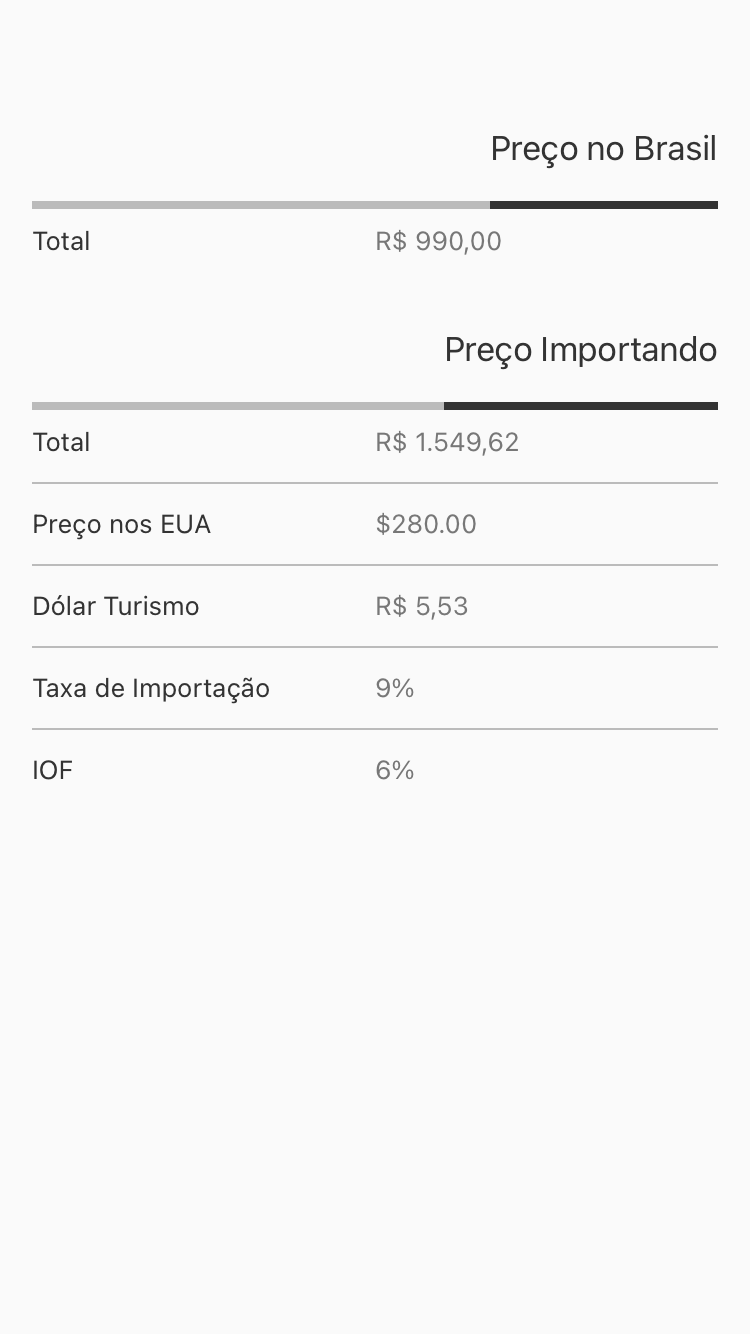 Preço no Brasil
Total R$ 990,00
Preço Importando
Total R$ 1.549,62
Preço nos EUA $280.00
Dólar Turismo R$ 5,53
Taxa de Importação 9%
IOF 6%